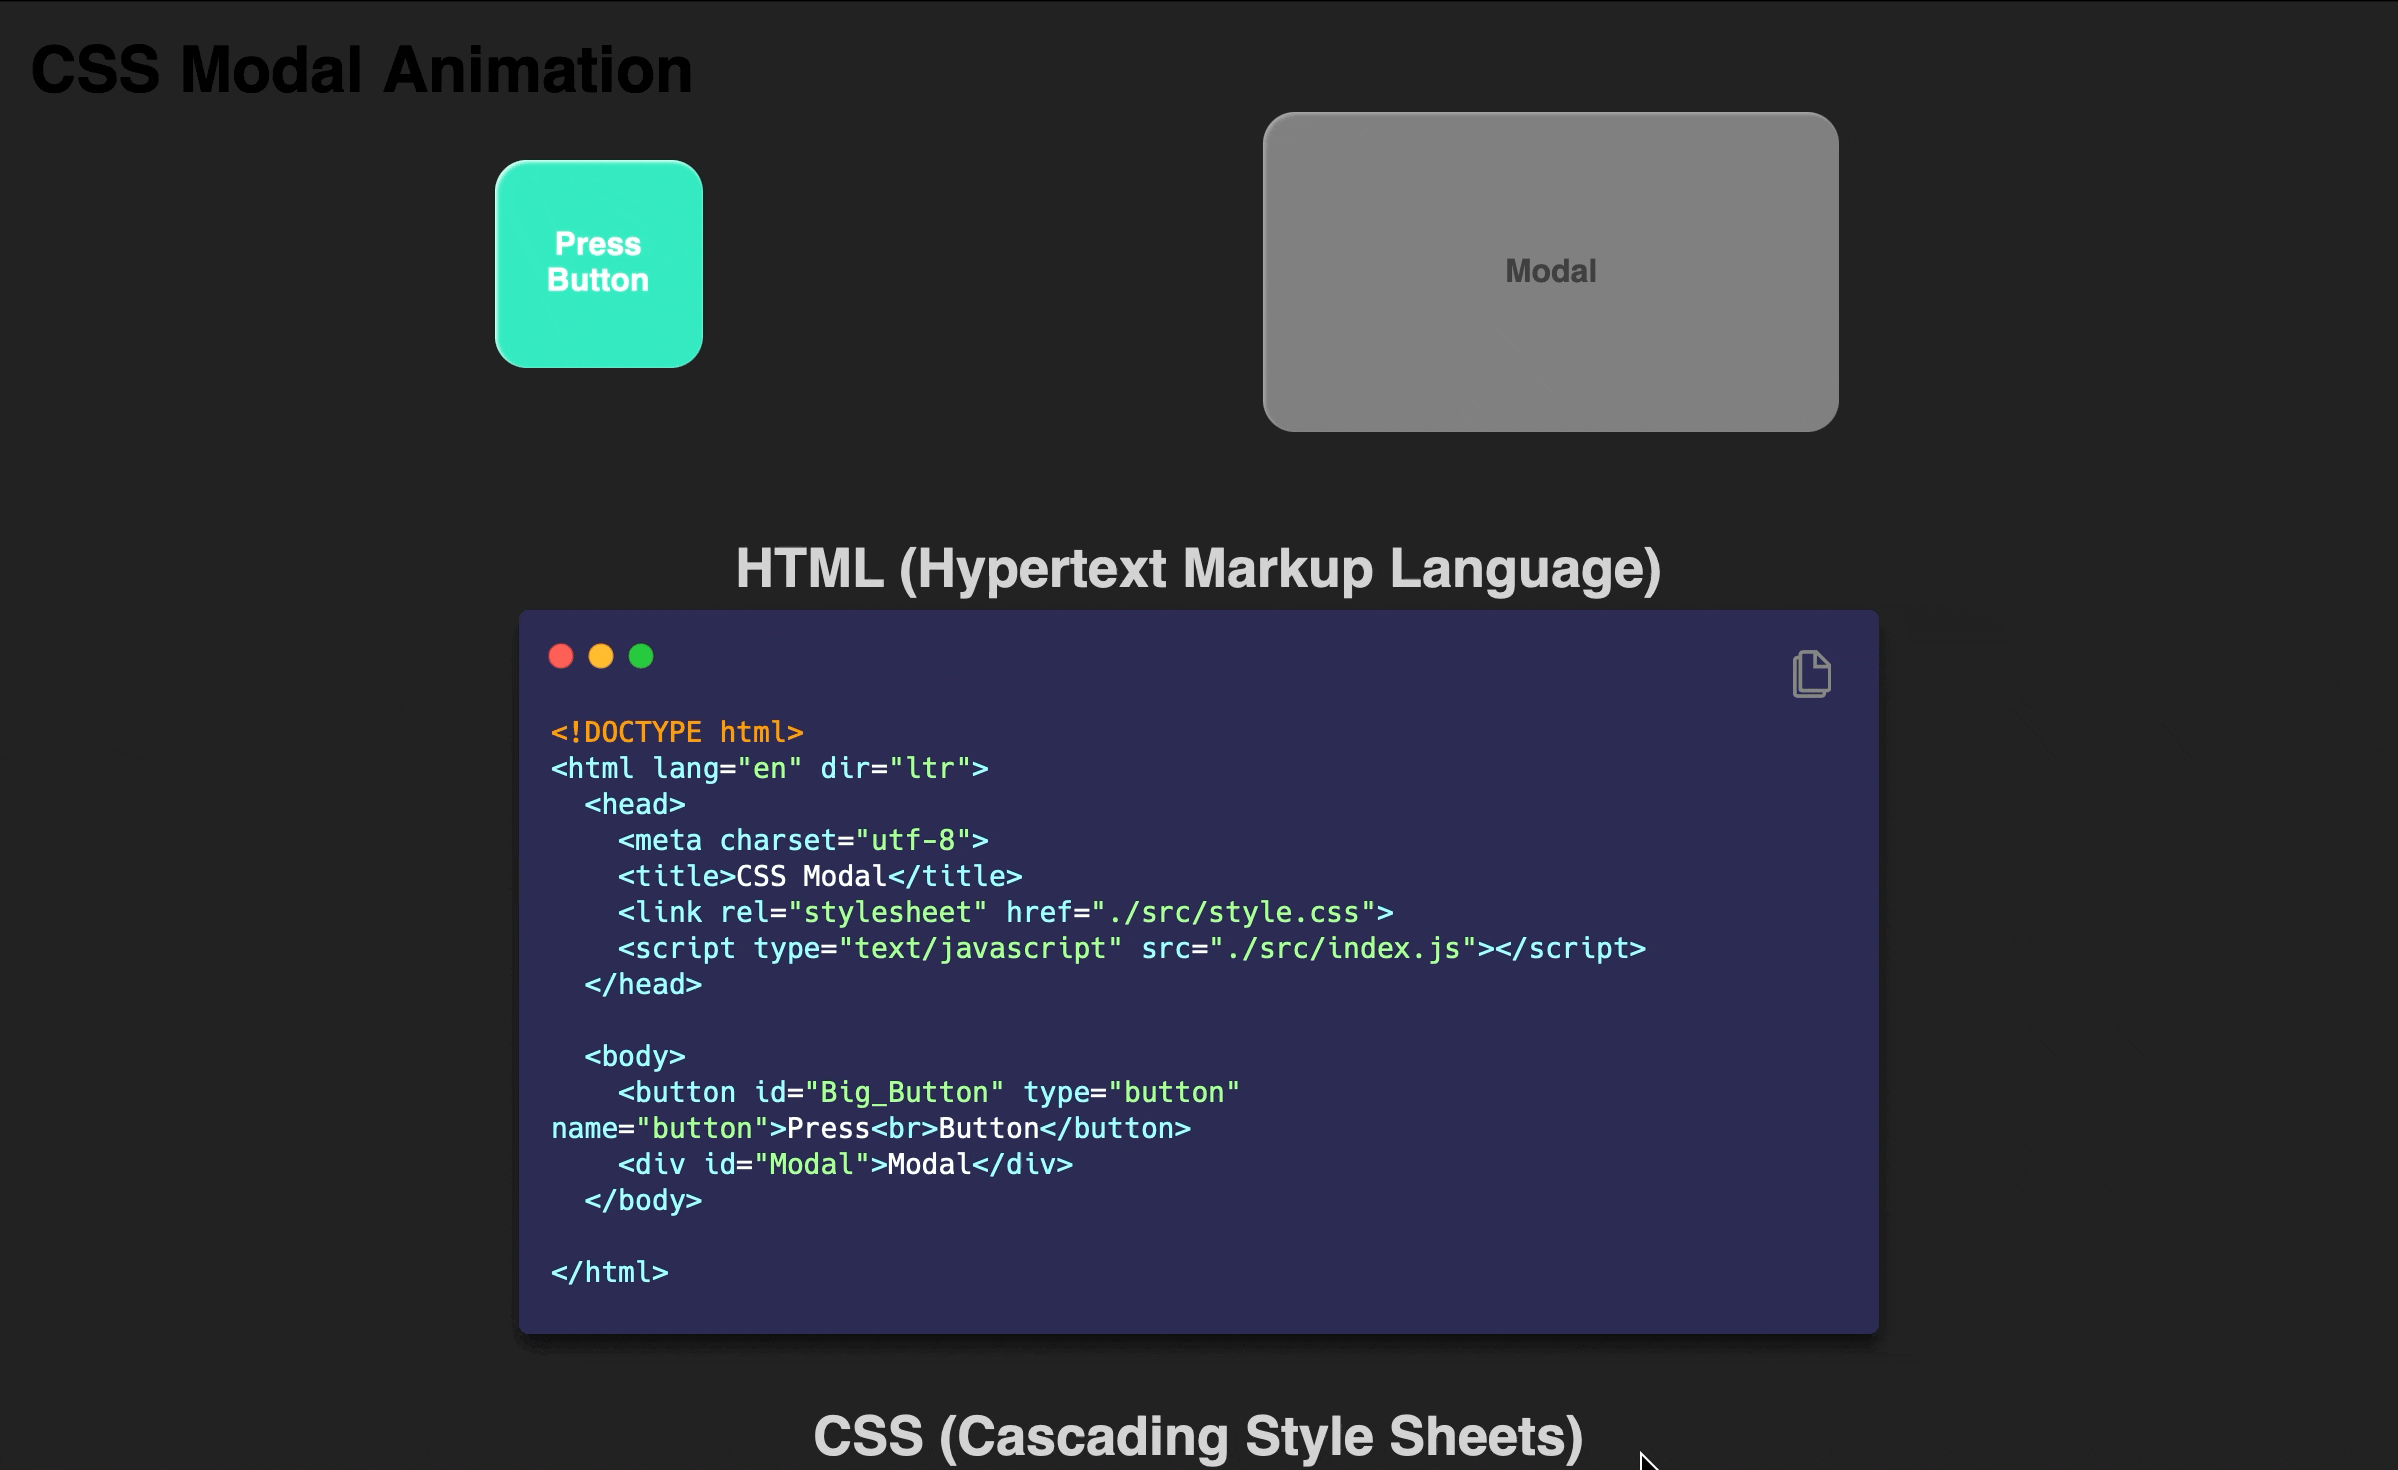 CSS Modal Animation
Press
Button
Modal
HTML (Hypertext Markup Language)
<!DOCTYPE html>
<html lang="en" dir="ltr">
  <head>
    <meta charset="utf-8">
    <title>CSS Modal</title>
    <link rel="stylesheet" href="./src/style.css">
    <script type="text/javascript" src="./src/index.js"></script>
  </head>

  <body>
    <button id="Big_Button" type="button"
name="button">Press<br>Button</button>
    <div id="Modal">Modal</div>
  </body>

</html>
CSS (Cascading Style Sheets)